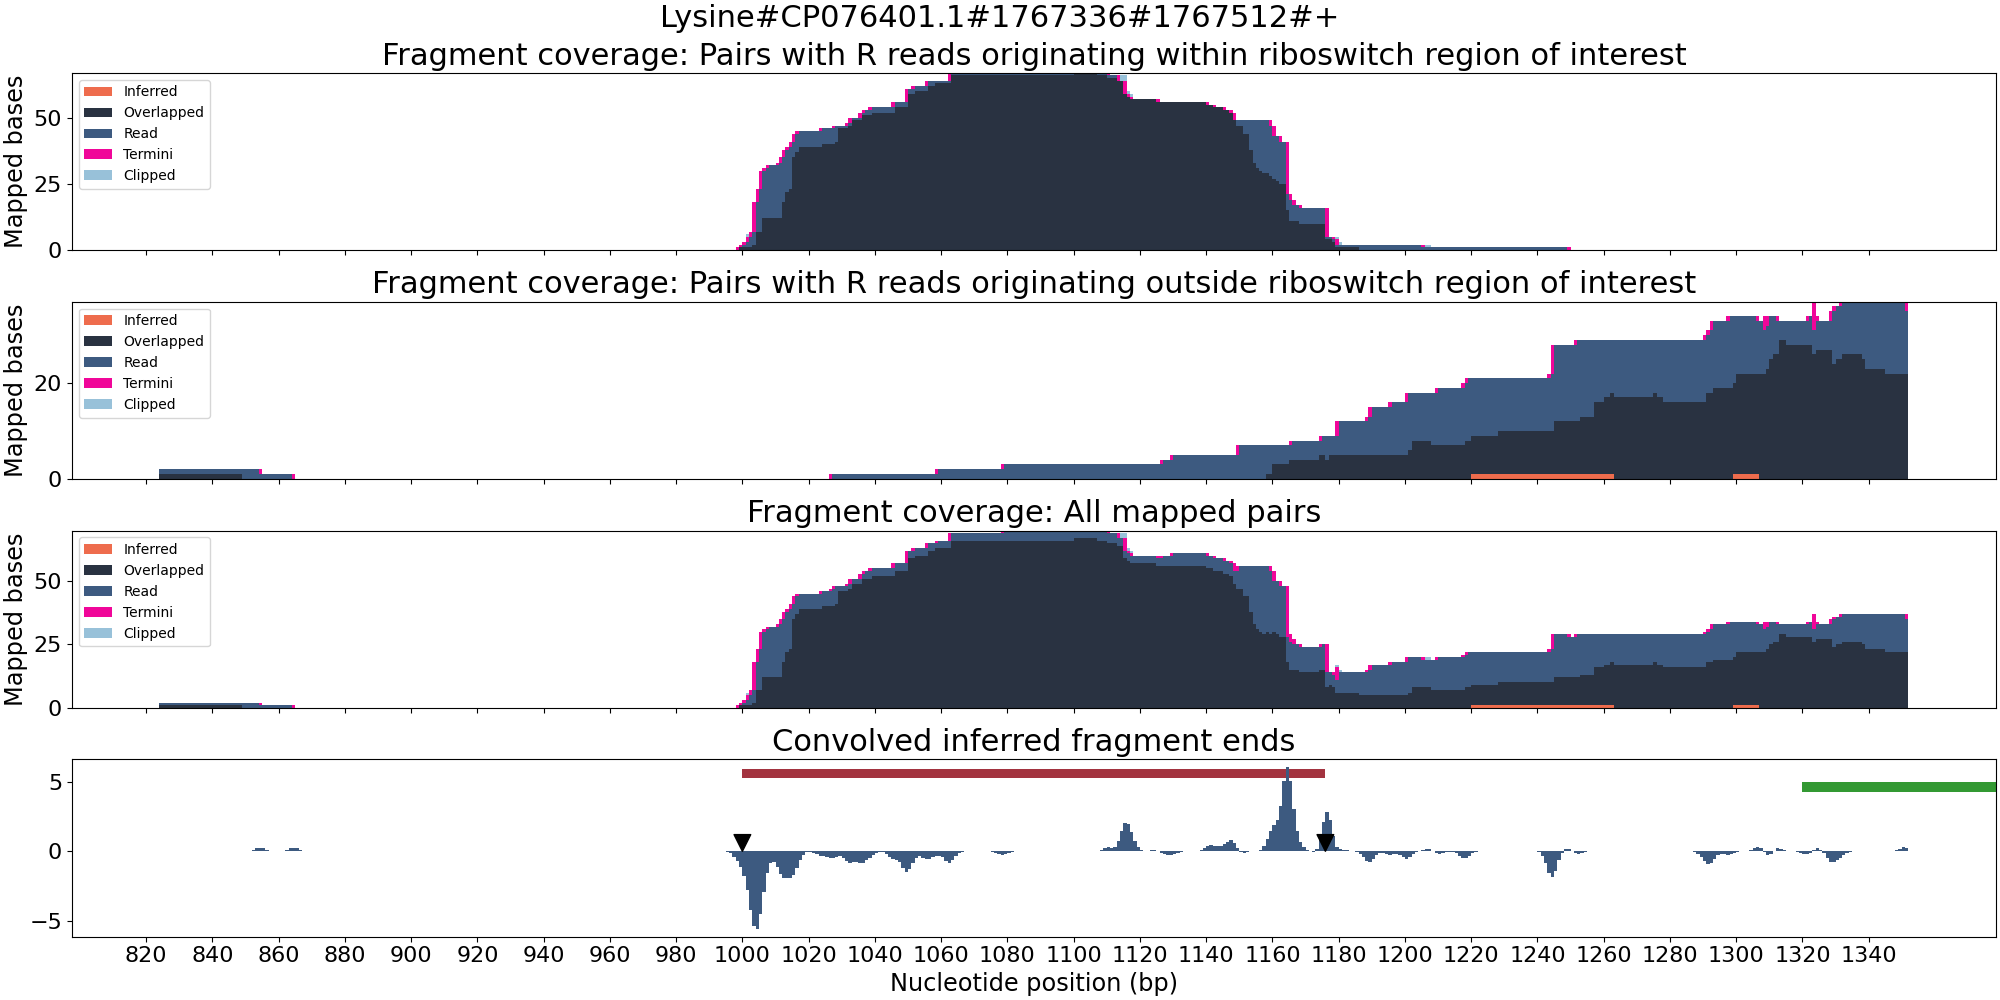 Lysine#CP076401.1#1767336#1767512#+
Fragment coverage: Pairs with R reads originating within riboswitch region of interest
Mapped bases
50
25
0
Inferred
Overlapped
Read
Termini
Clipped
Fragment coverage: Pairs with R reads originating outside riboswitch region of interest
Mapped bases
20
0
Inferred
Overlapped
Read
Termini
Clipped
Fragment coverage: All mapped pairs
Mapped bases
50
25
0
Inferred
Overlapped
Read
Termini
Clipped
Convolved inferred fragment ends
5
0
−5
820 840 860 880 900 920 940 960 980 1000 1020 1040 1060 1080 1100 1120 1140 1160 1180 1200 1220 1240 1260 1280 1300 1320 1340
Nucleotide position (bp)